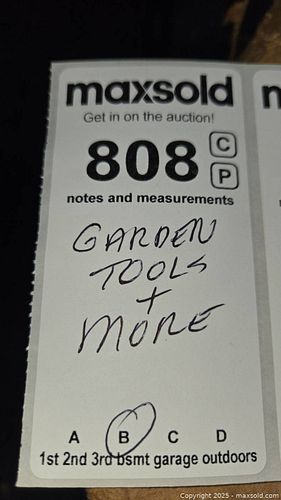 maxsold
Get in on the auction!
808 C
P
notes and measurements
GARDEN
TOOLS
+
MORE
A B C D
1st 2nd 3rd bsmt garage outdoors
Copyright 2025 - maxsold.com